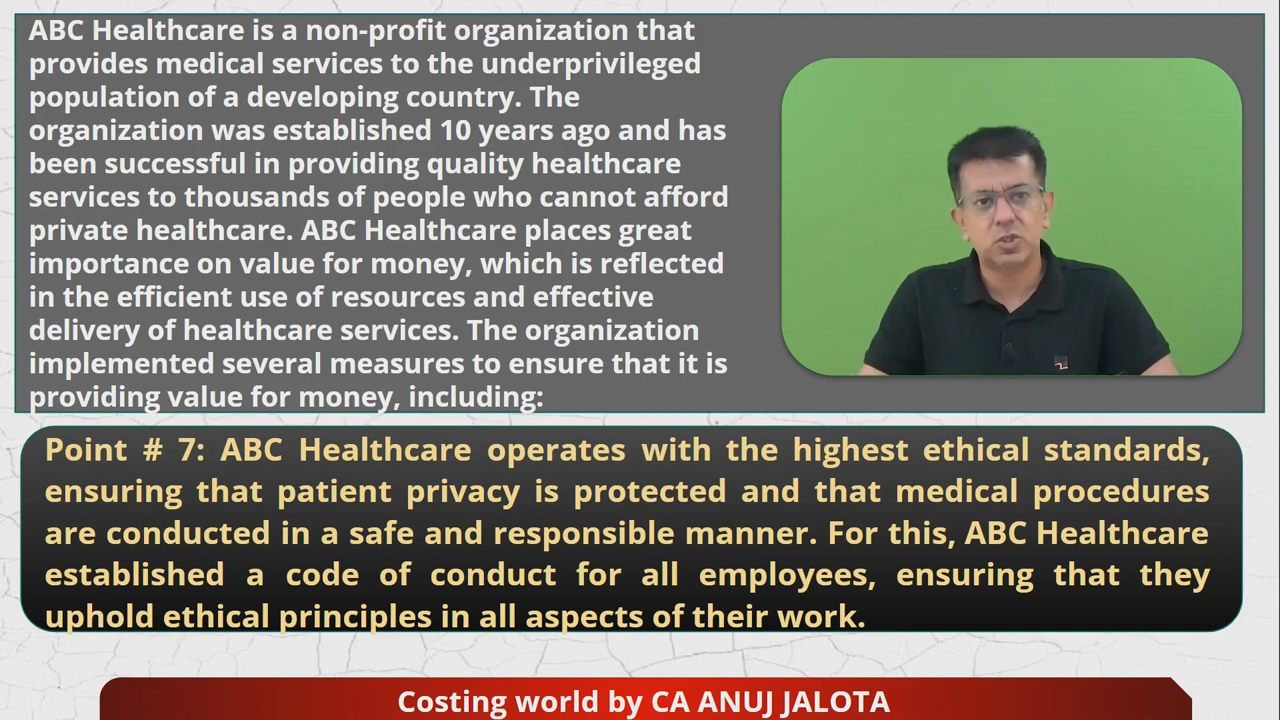 ABC Healthcare is a non-profit organization that
provides medical services to the underprivileged
population of a developing country. The
organization was established 10 years ago and has
been successful in providing quality healthcare
services to thousands of people who cannot afford
private healthcare. ABC Healthcare places great
importance on value for money, which is reflected
in the efficient use of resources and effective
delivery of healthcare services. The organization
implemented several measures to ensure that it is
providing value for money, including:
Point # 7: ABC Healthcare operates with the highest ethical standards,
ensuring that patient privacy is protected and that medical procedures
are conducted in a safe and responsible manner. For this, ABC Healthcare
established a code of conduct for all employees, ensuring that they
uphold ethical principles in all aspects of their work.
Costing world by CA ANUJ JALOTA